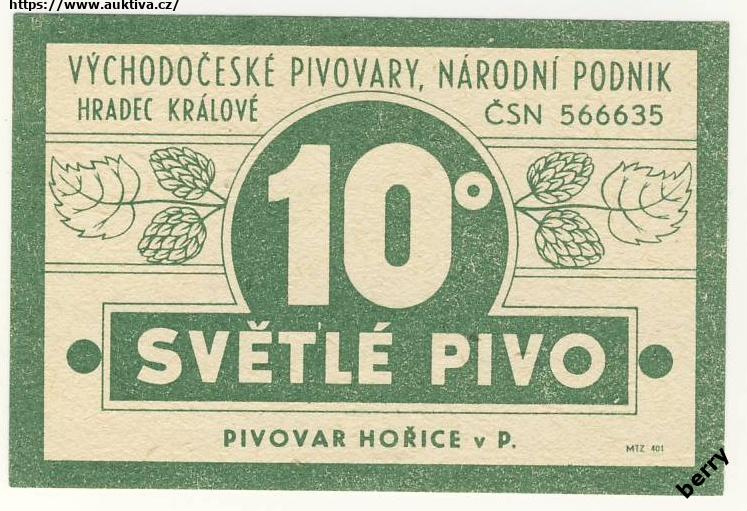 https://www.auktiva.cz/
VÝCHODOČESKÉ PIVOVARY, NÁRODNÍ PODNIK
HRADEC KRÁLOVÉ
ČSN 566635
10°
SVĚTLÉ PIVO
PIVOVAR HOŘICE v P.
MTZ 401
berry